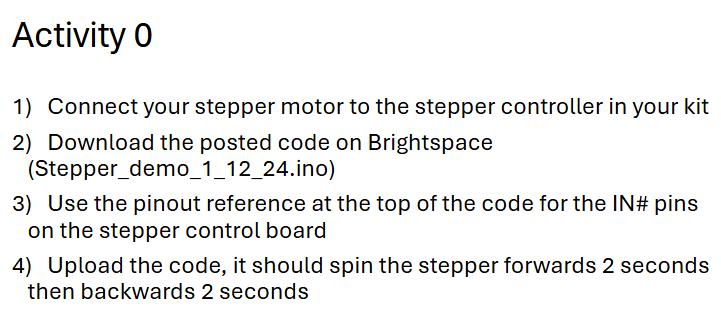 Activity 0
1) Connect your stepper motor to the stepper controller in your kit
2) Download the posted code on Brightspace
(Stepper_demo_1_12_24.ino)
3) Use the pinout reference at the top of the code for the IN# pins
on the stepper control board
4) Upload the code, it should spin the stepper forwards 2 seconds
then backwards 2 seconds